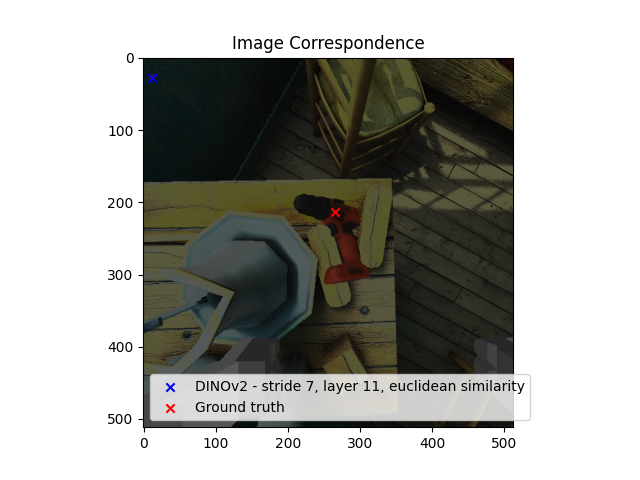 Image Correspondence
0
100
200
300
400
500
0 100 200 300 400 500
DINOv2 - stride 7, layer 11, euclidean similarity
Ground truth